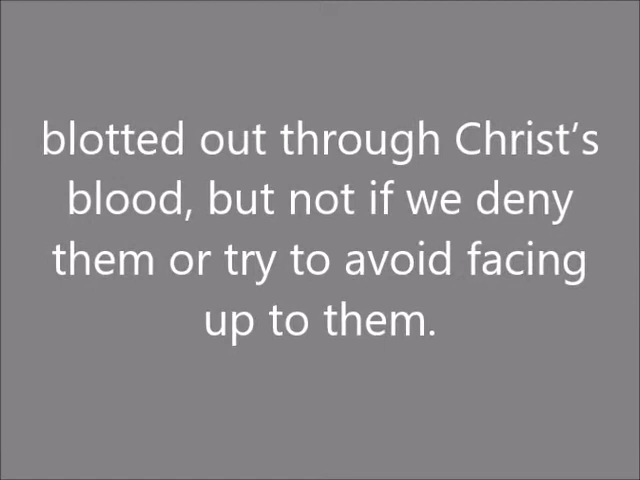 blotted out through Christ’s
blood, but not if we deny
them or try to avoid facing
up to them.